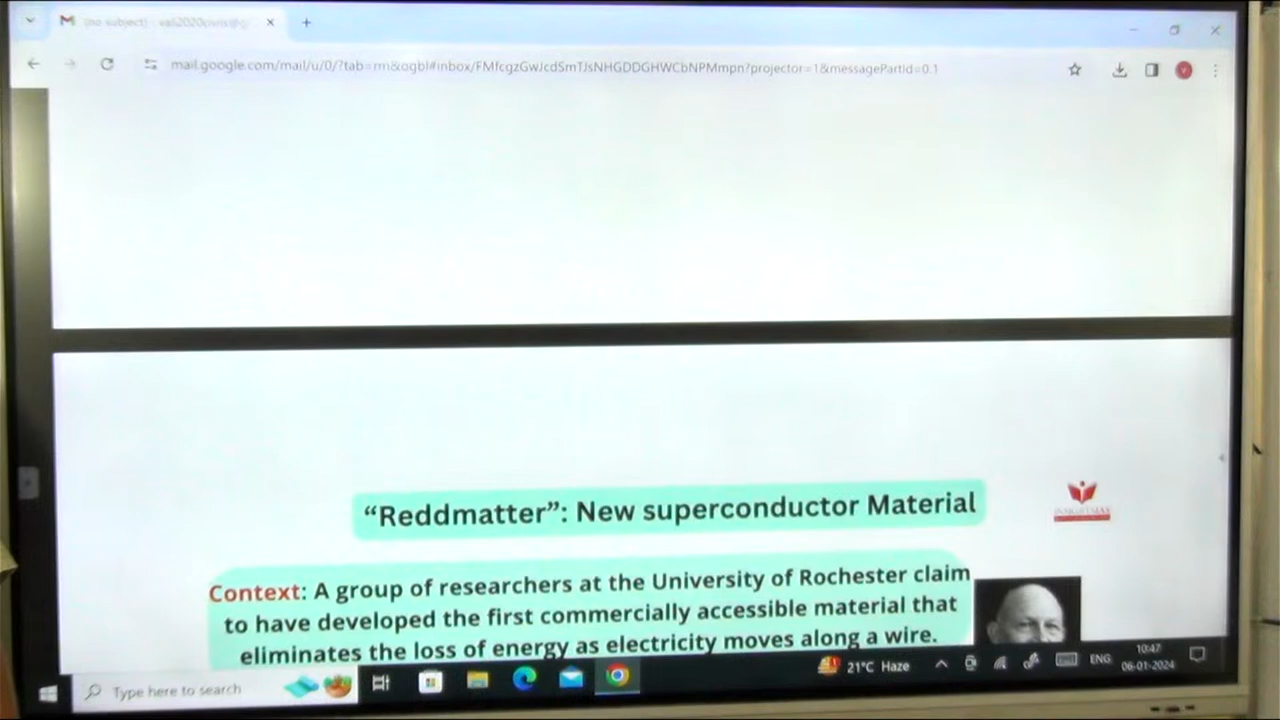 (no subject) - vali2020civils@g
mail.google.com/mail/u/0/?tab=rm&ogbl#inbox/FMfcgzGwJcdSmTJsNHGDDGHWCbNPMmpn?projector=1&messagePartId=0.1
“Reddmatter”: New superconductor Material
Context: A group of researchers at the University of Rochester claim
to have developed the first commercially accessible material that
eliminates the loss of energy as electricity moves along a wire.
Type here to search
21°C Haze
ENG
10:47
06-01-2024